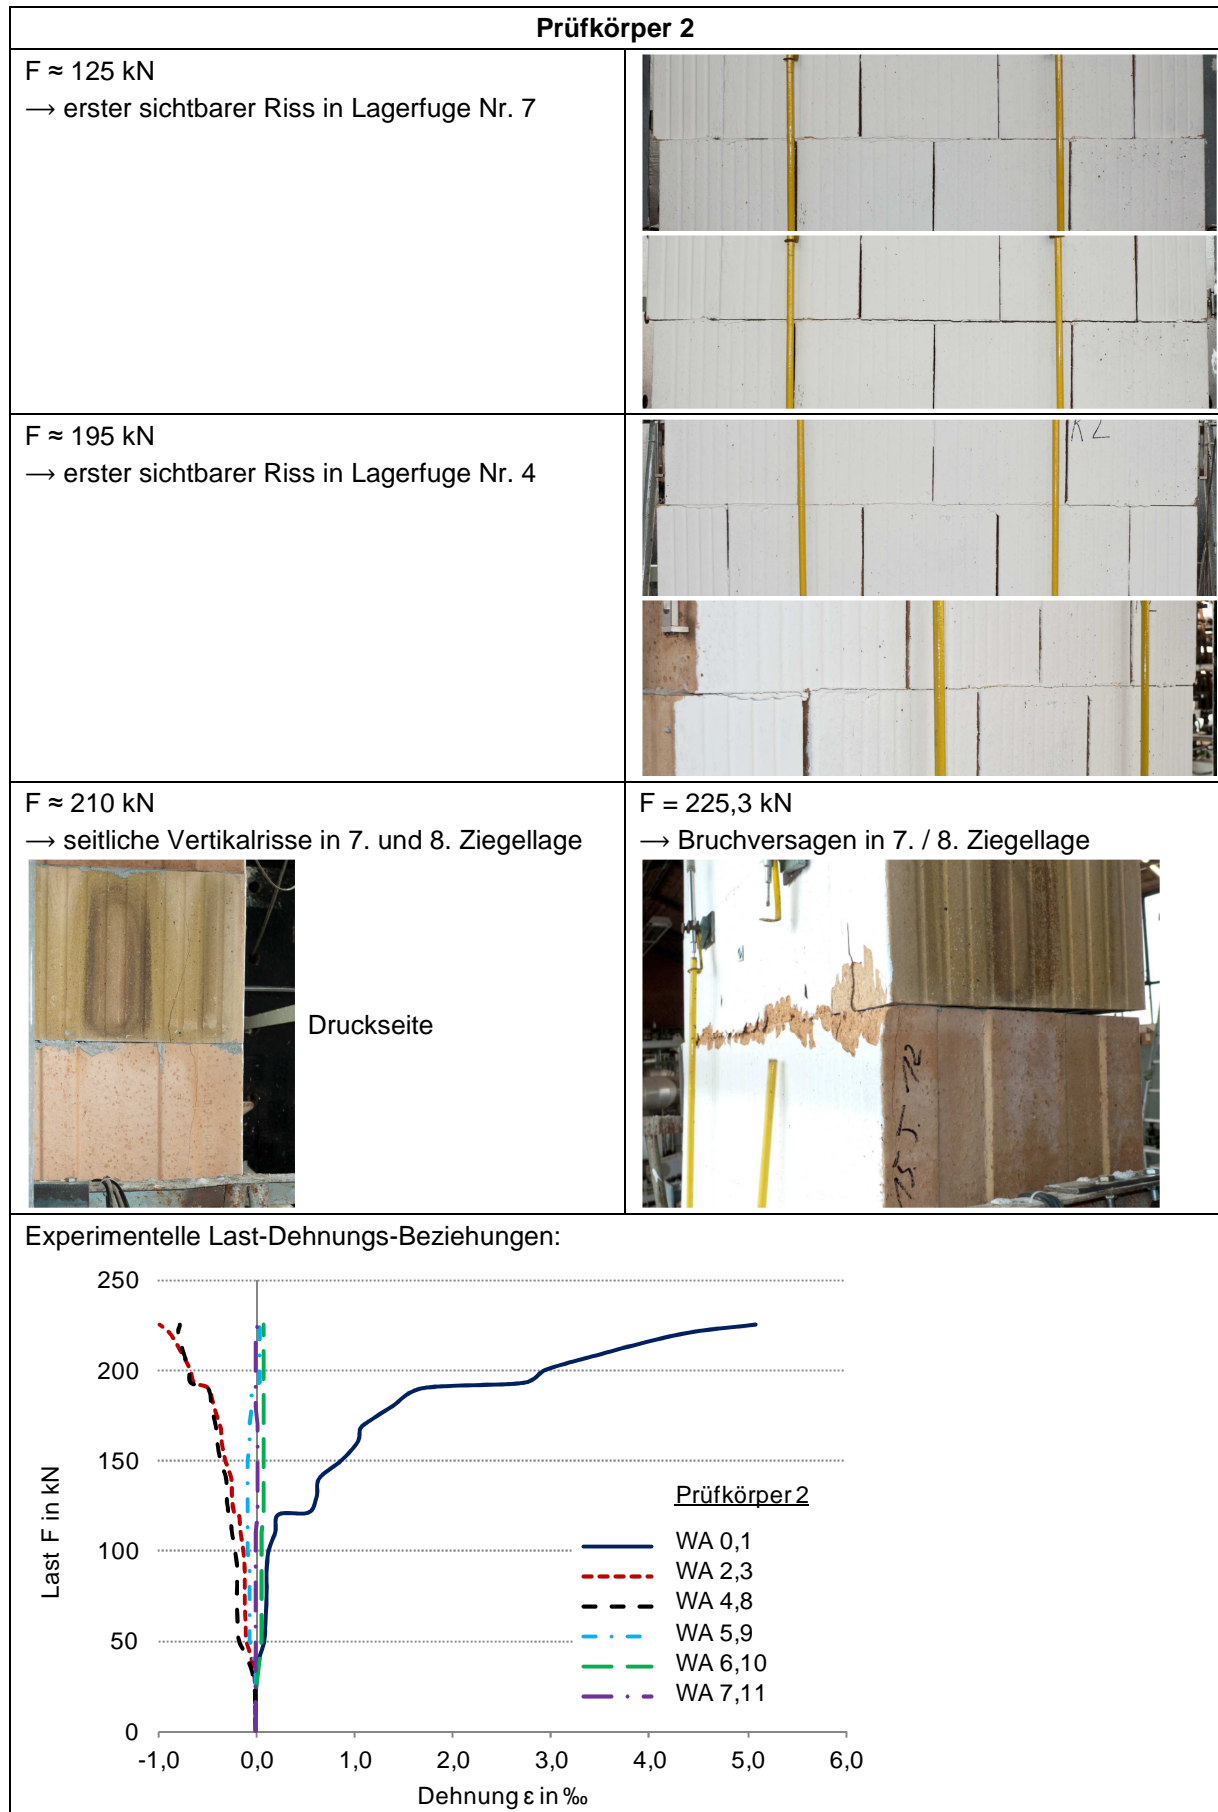 Prüfkörper 2
F ≈ 125 kN
→ erster sichtbarer Riss in Lagerfuge Nr. 7
F ≈ 195 kN
→ erster sichtbarer Riss in Lagerfuge Nr. 4
K2
F ≈ 210 kN
→ seitliche Vertikalrisse in 7. und 8. Ziegellage
Druckseite
F = 225,3 kN
→ Bruchversagen in 7. / 8. Ziegellage
15.5.12
Experimentelle Last-Dehnungs-Beziehungen:
250
200
150
100
50
0
Last F in kN
-1,0 0,0 1,0 2,0 3,0 4,0 5,0 6,0
Dehnung ε in ‰
Prüfkörper 2
WA 0,1
WA 2,3
WA 4,8
WA 5,9
WA 6,10
WA 7,11